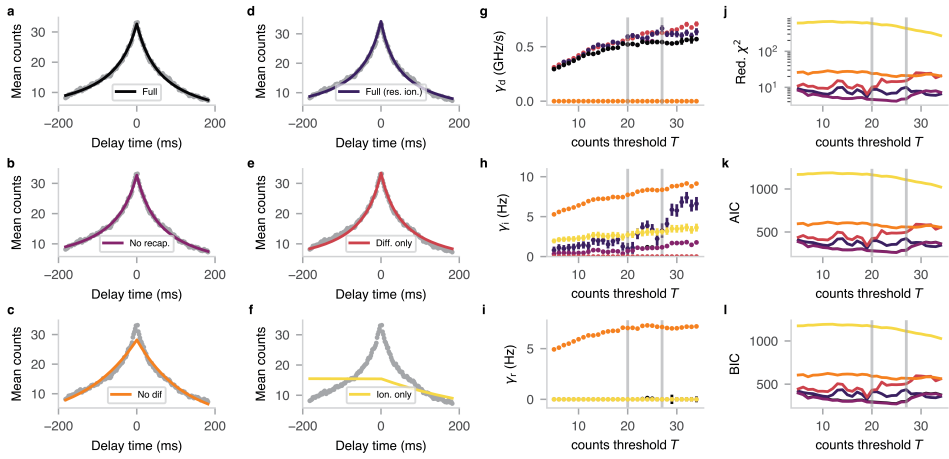 a
Mean counts
30
20
10
Full
−200
0
200
Delay time (ms)
b
Mean counts
30
20
10
No recap.
−200
0
200
Delay time (ms)
c
Mean counts
30
20
10
No dif
−200
0
200
Delay time (ms)
d
Mean counts
30
20
10
Full (res. ion.)
−200
0
200
Delay time (ms)
e
Mean counts
30
20
10
Diff. only
−200
0
200
Delay time (ms)
f
Mean counts
30
20
10
Ion. only
−200
0
200
Delay time (ms)
g
γd (GHz/s)
0.5
0.0
10
20
30
counts threshold T
h
γi (Hz)
10
5
0
10
20
30
counts threshold T
i
γr (Hz)
5
0
10
20
30
counts threshold T
j
Red. χ²
10²
10¹
10
20
30
counts threshold T
k
AIC
1000
500
10
20
30
counts threshold T
l
BIC
1000
500
10
20
30
counts threshold T